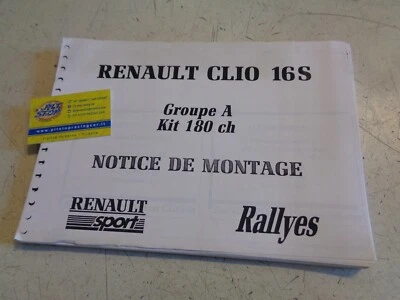 RENAULT CLIO 16S
Groupe A
Kit 180 ch
NOTICE DE MONTAGE
RENAULT
sport
Rallyes